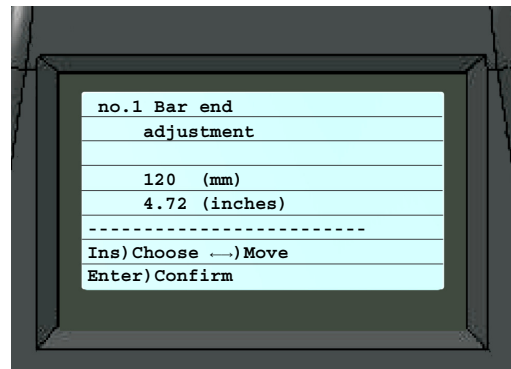 no.1 Bar end
adjustment
120 (mm)
4.72 (inches)
-------------------------
Ins)Choose ←→)Move
Enter)Confirm